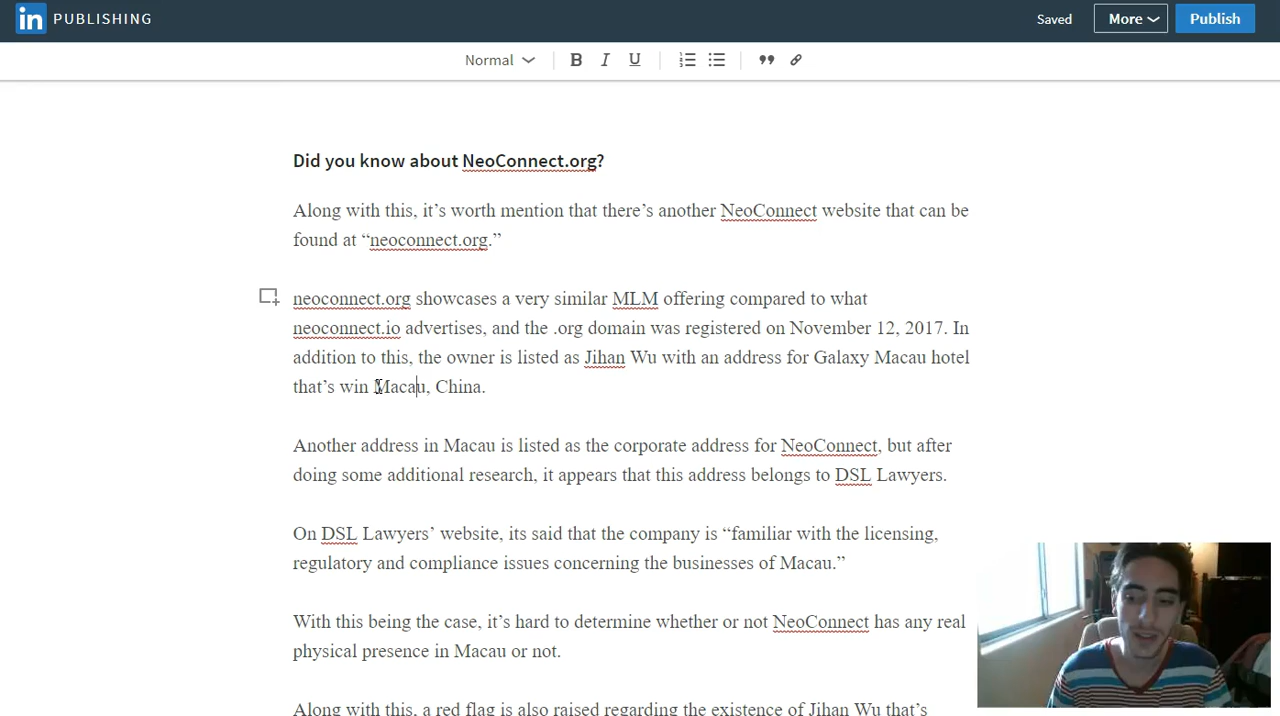 in PUBLISHING
Saved
More
Publish
Normal
B I U
Did you know about NeoConnect.org?
Along with this, it’s worth mention that there’s another NeoConnect website that can be
found at “neoconnect.org.”
neoconnect.org showcases a very similar MLM offering compared to what
neoconnect.io advertises, and the .org domain was registered on November 12, 2017. In
addition to this, the owner is listed as Jihan Wu with an address for Galaxy Macau hotel
that’s win Macau, China.
Another address in Macau is listed as the corporate address for NeoConnect, but after
doing some additional research, it appears that this address belongs to DSL Lawyers.
On DSL Lawyers’ website, its said that the company is “familiar with the licensing,
regulatory and compliance issues concerning the businesses of Macau.”
With this being the case, it’s hard to determine whether or not NeoConnect has any real
physical presence in Macau or not.
Along with this, a red flag is also raised regarding the existence of Jihan Wu that’s